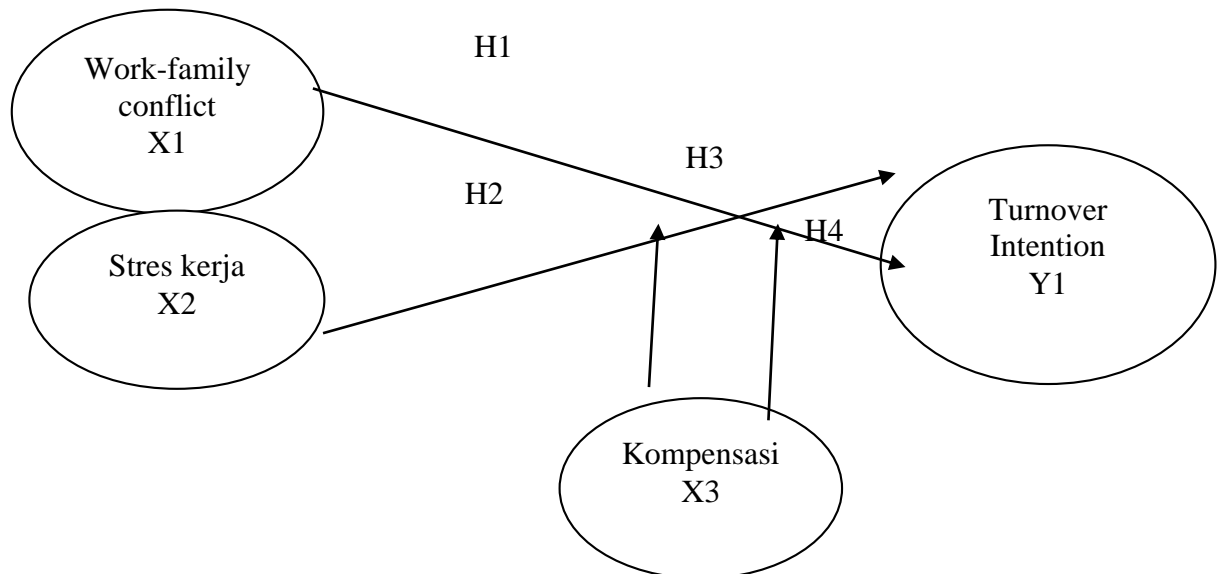 H1
Work-family
conflict
X1
H3
H2
H4
Turnover
Intention
Y1
Stres kerja
X2
Kompensasi
X3